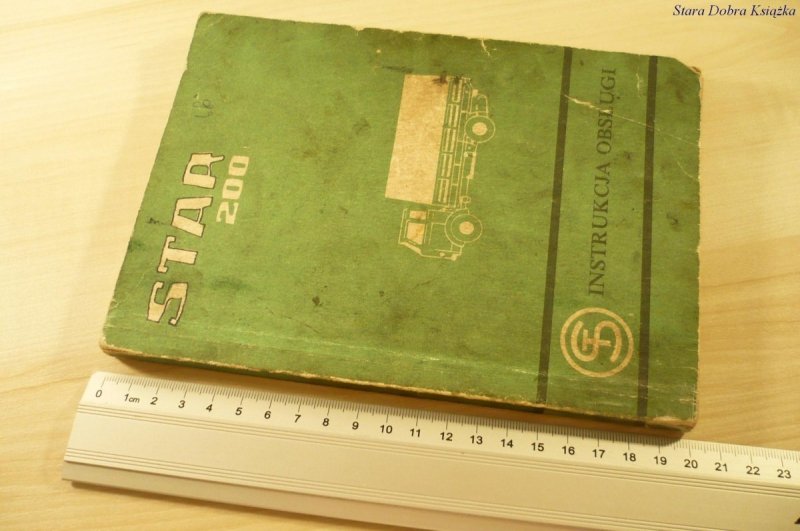 Stara Dobra Książka
STAR
200
INSTRUKCJA OBSŁUGI
0 1cm 2 3 4 5 6 7 8 9 10 11 12 13 14 15 16 17 18 19 20 21 22 23